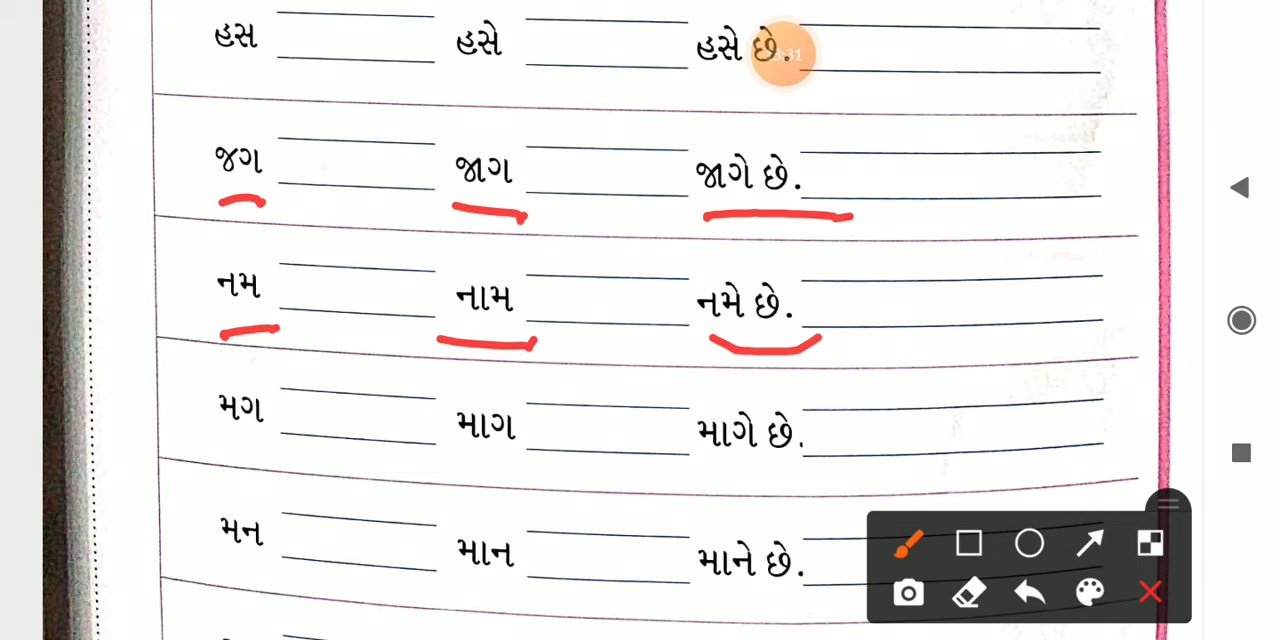 હસ હસે હસે છે.
જગ જાગ જાગે છે.
નમ નામ નમે છે.
મગ માગ માગે છે.
મન માન માને છે.